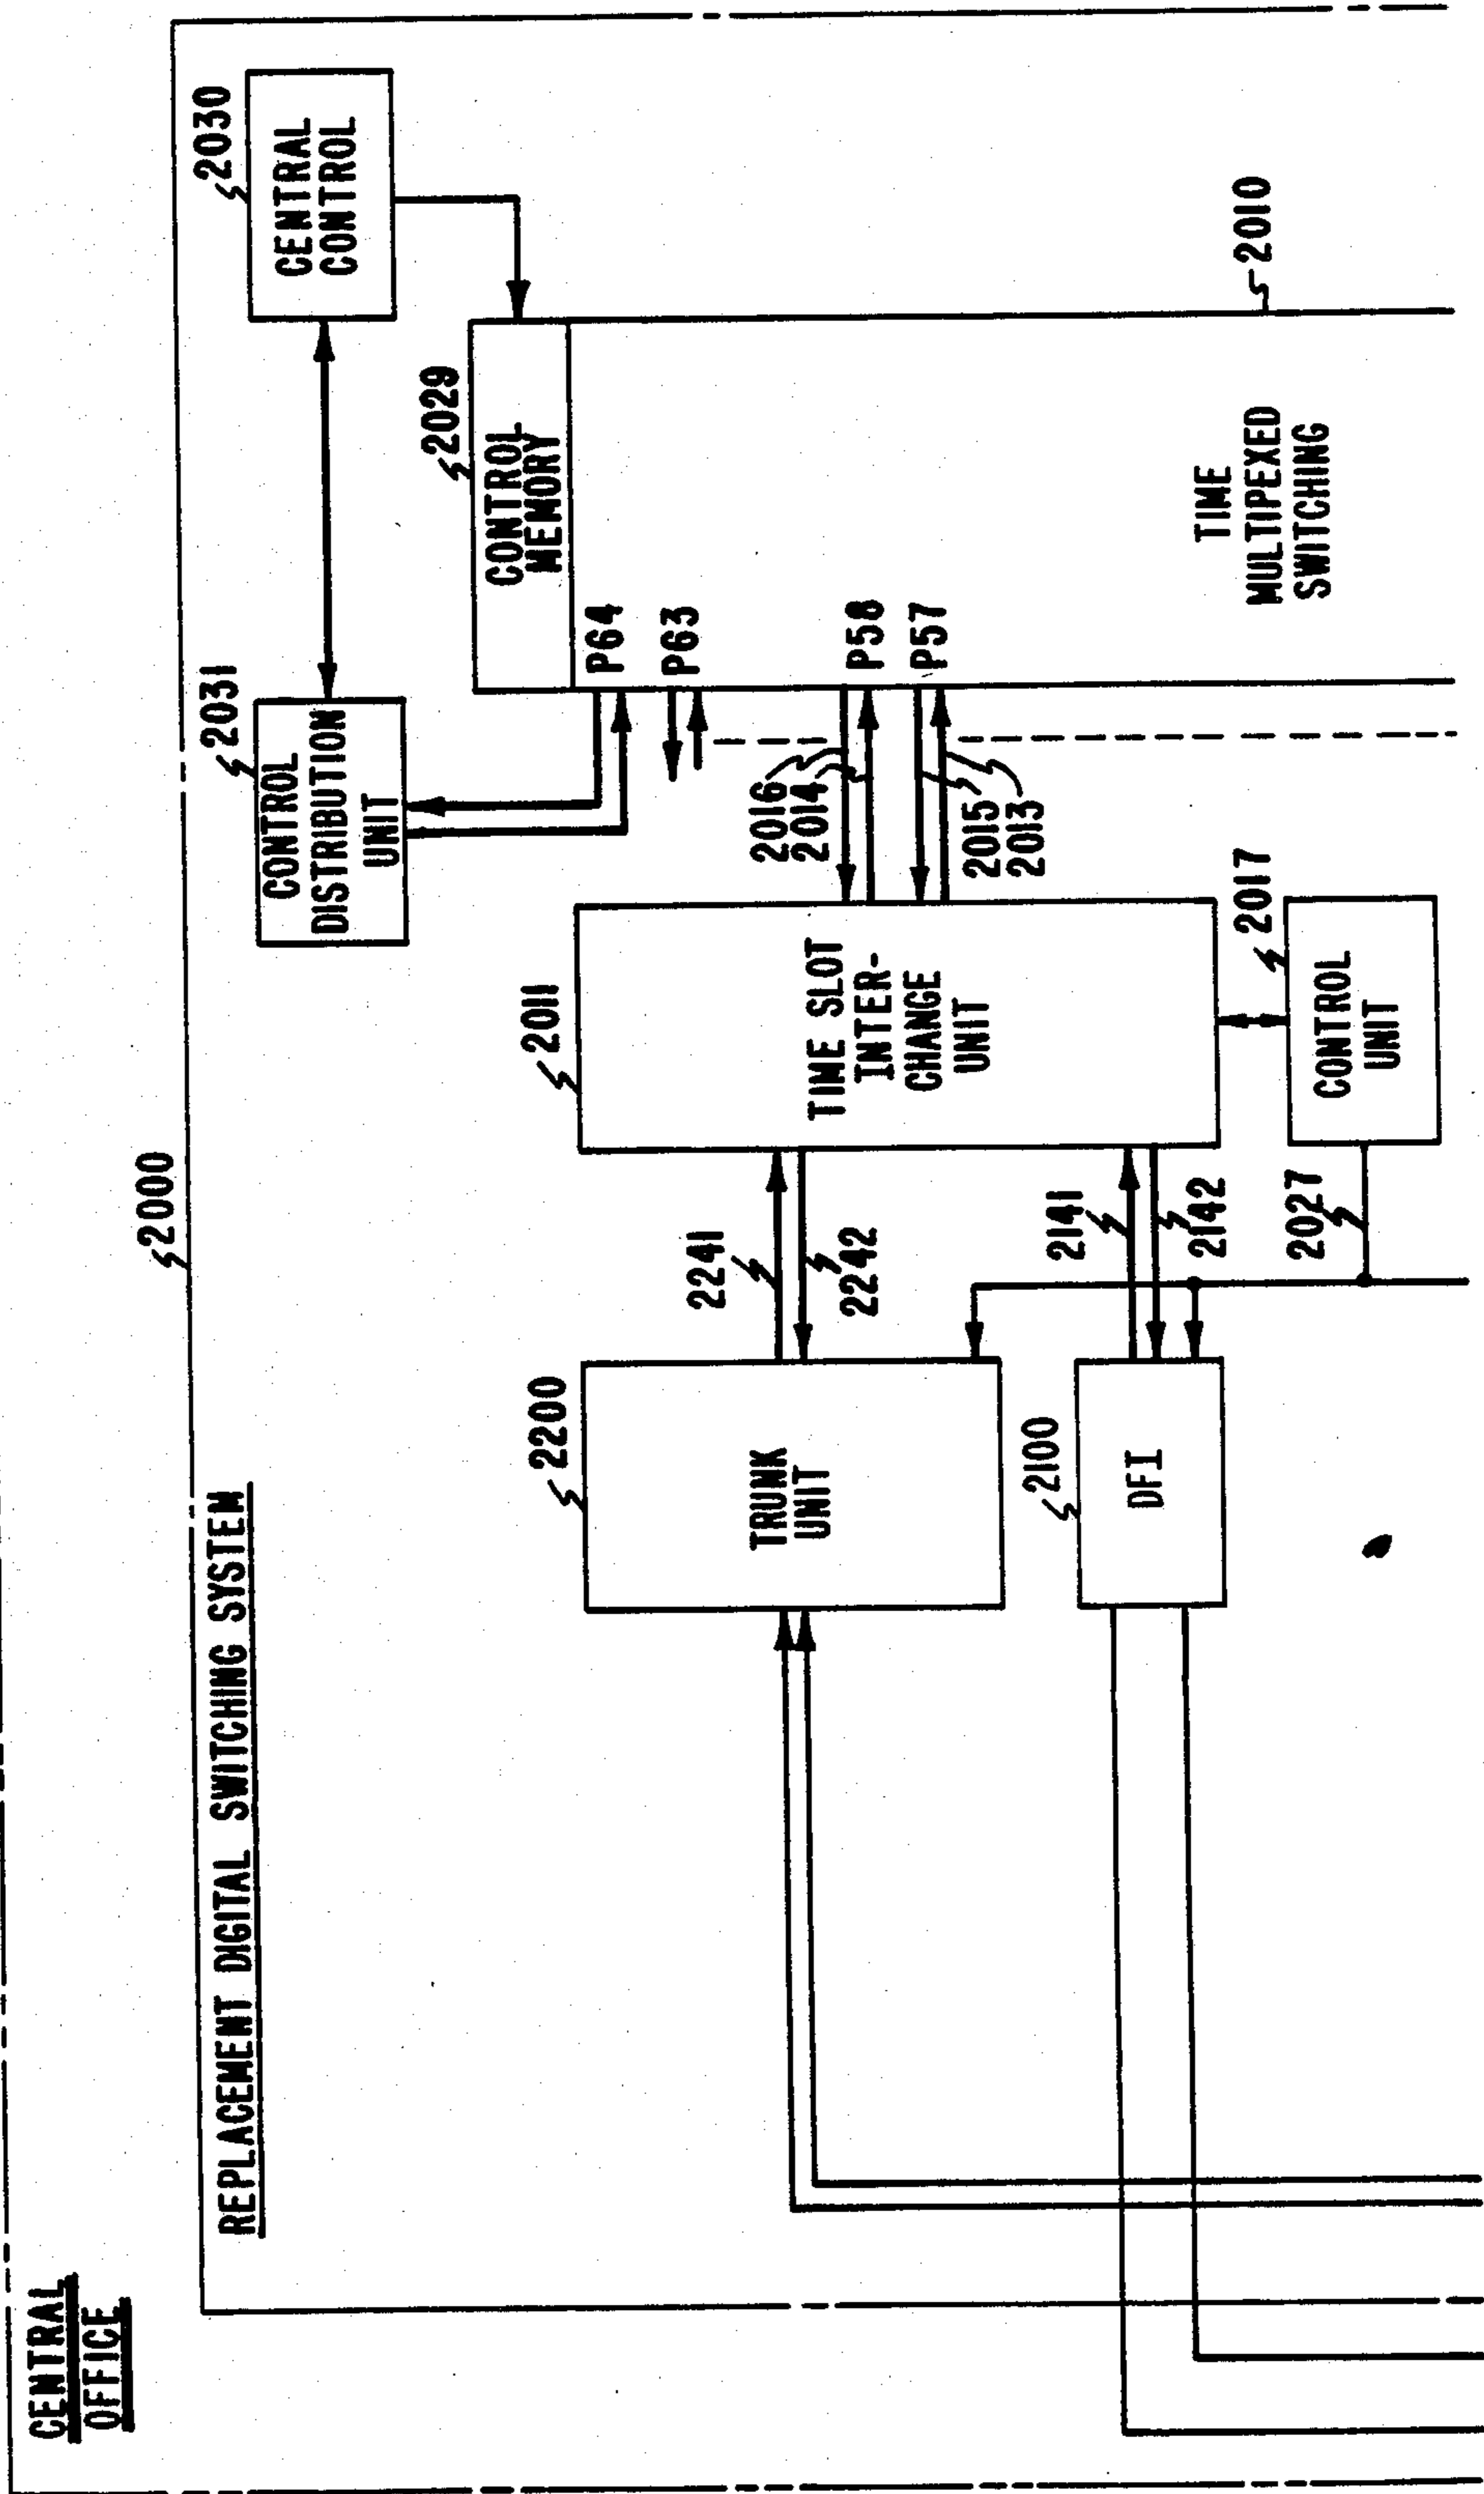 CENTRAL
OFFICE
2000
REPLACEMENT DIGITAL SWITCHING SYSTEM
2031
CONTROL
DISTRIBUTION
UNIT
2030
CENTRAL
CONTROL
2029
CONTROL
MEMORY
P64
P63
P58
P57
2016
2014
2015
2013
TIME
MULTIPEXED
SWITCHING
2010
2011
TIME SLOT
INTER-
CHANGE
UNIT
2200
TRUNK
UNIT
2241
2242
2100
DFI
2141
2142
2017
CONTROL
UNIT
2027